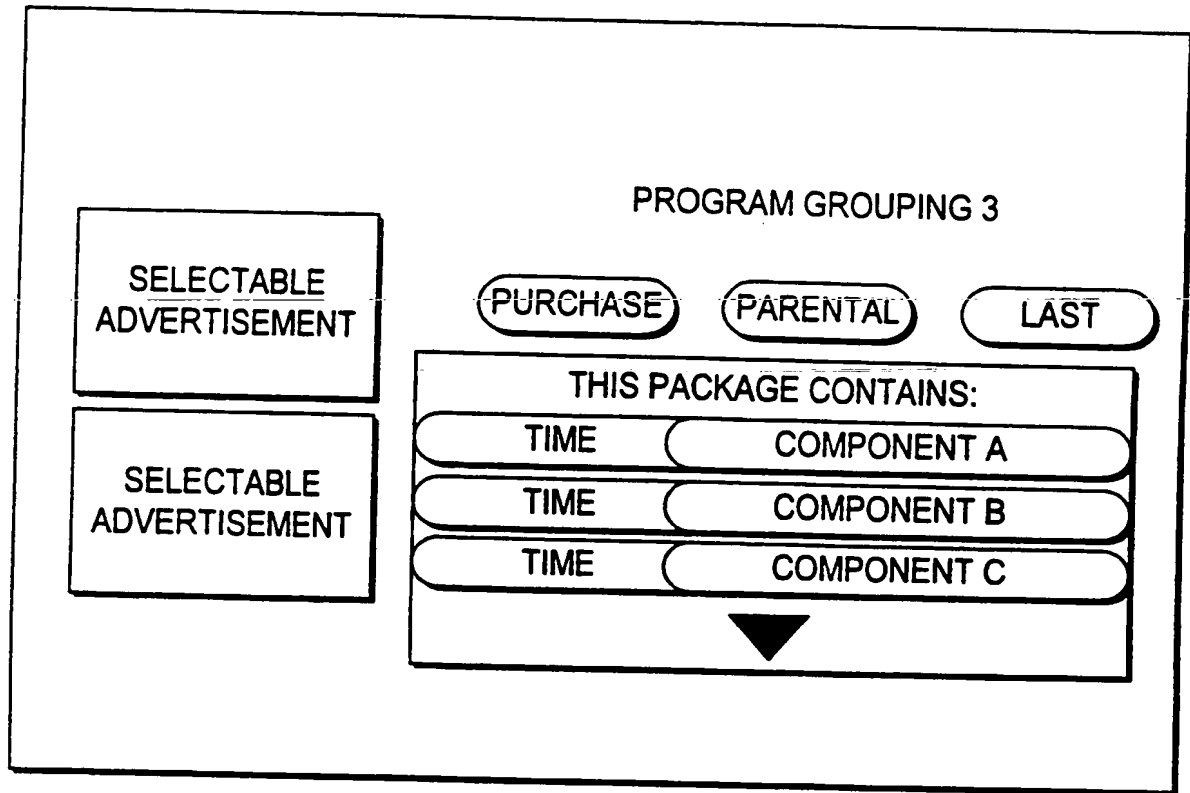 PROGRAM GROUPING 3
SELECTABLE
ADVERTISEMENT
SELECTABLE
ADVERTISEMENT
PURCHASE PARENTAL LAST
THIS PACKAGE CONTAINS:
TIME COMPONENT A
TIME COMPONENT B
TIME COMPONENT C